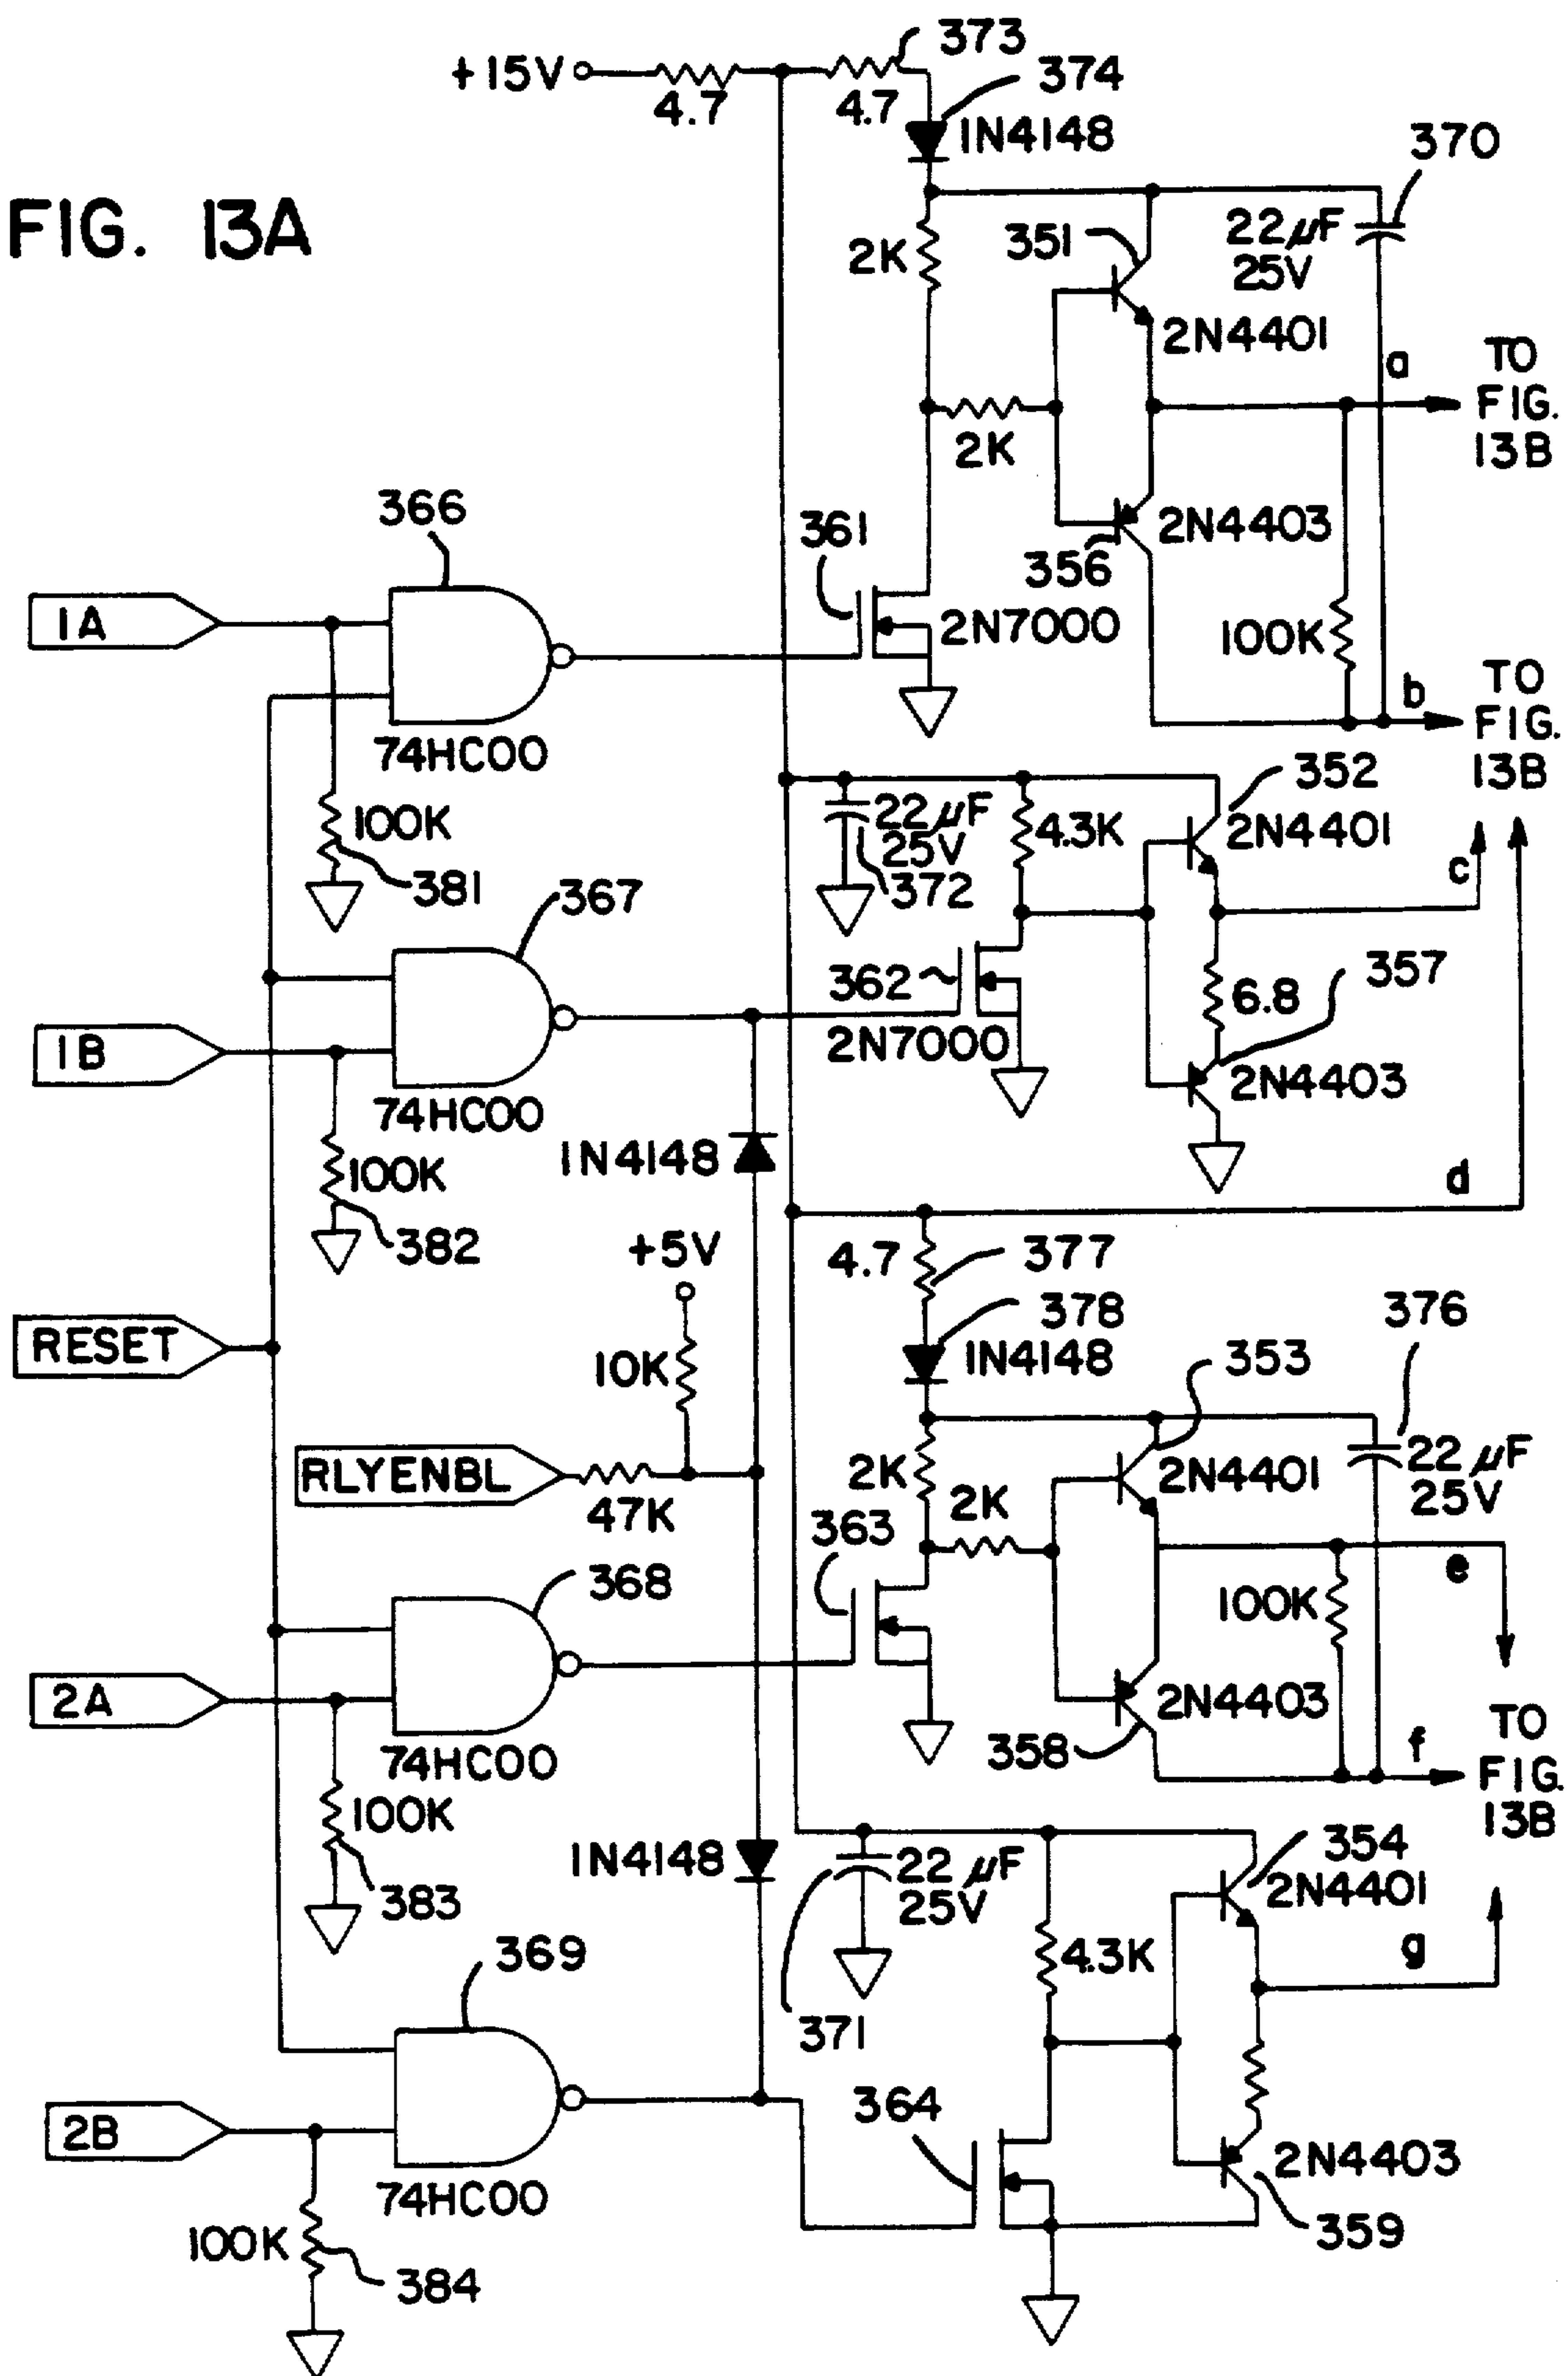 FIG. 13A
+15V
4.7
373
4.7
374
1N4148
370
22µF
25V
2K
351
2N4401
a
TO
FIG.
13B
2K
366
361
356
2N4403
2N7000
100K
1A
74HC00
b
TO
FIG.
13B
100K
381
22µF
25V
372
4.3K
352
2N4401
c
367
362
2N7000
6.8
357
2N4403
1B
74HC00
100K
382
1N4148
d
+5V
4.7
377
378
1N4148
376
RESET
10K
353
22 µF
25V
RLYENBL
47K
2K
2K
2N4401
363
e
368
100K
2A
74HC00
2N4403
358
f
TO
FIG.
13B
100K
383
1N4148
22 µF
25V
371
354
2N4401
4.3K
g
369
364
2B
74HC00
2N4403
359
100K
384